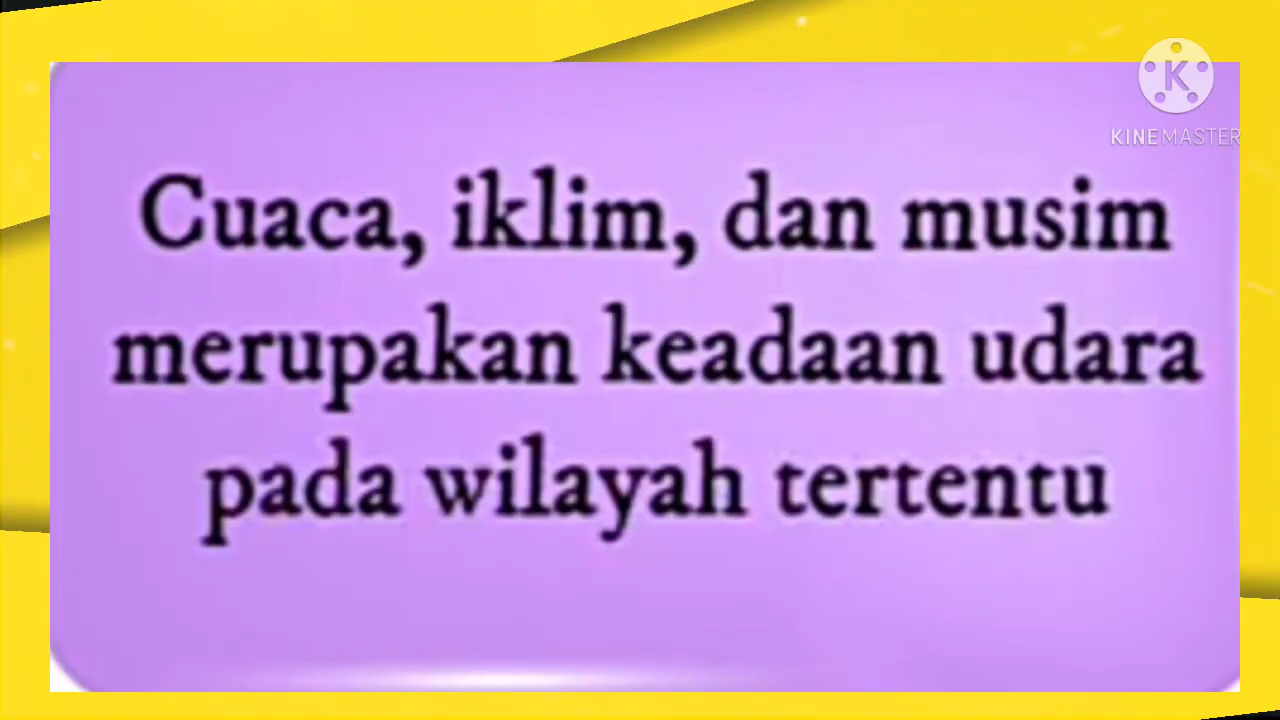 KINEMASTER
Cuaca, iklim, dan musim
merupakan keadaan udara
pada wilayah tertentu